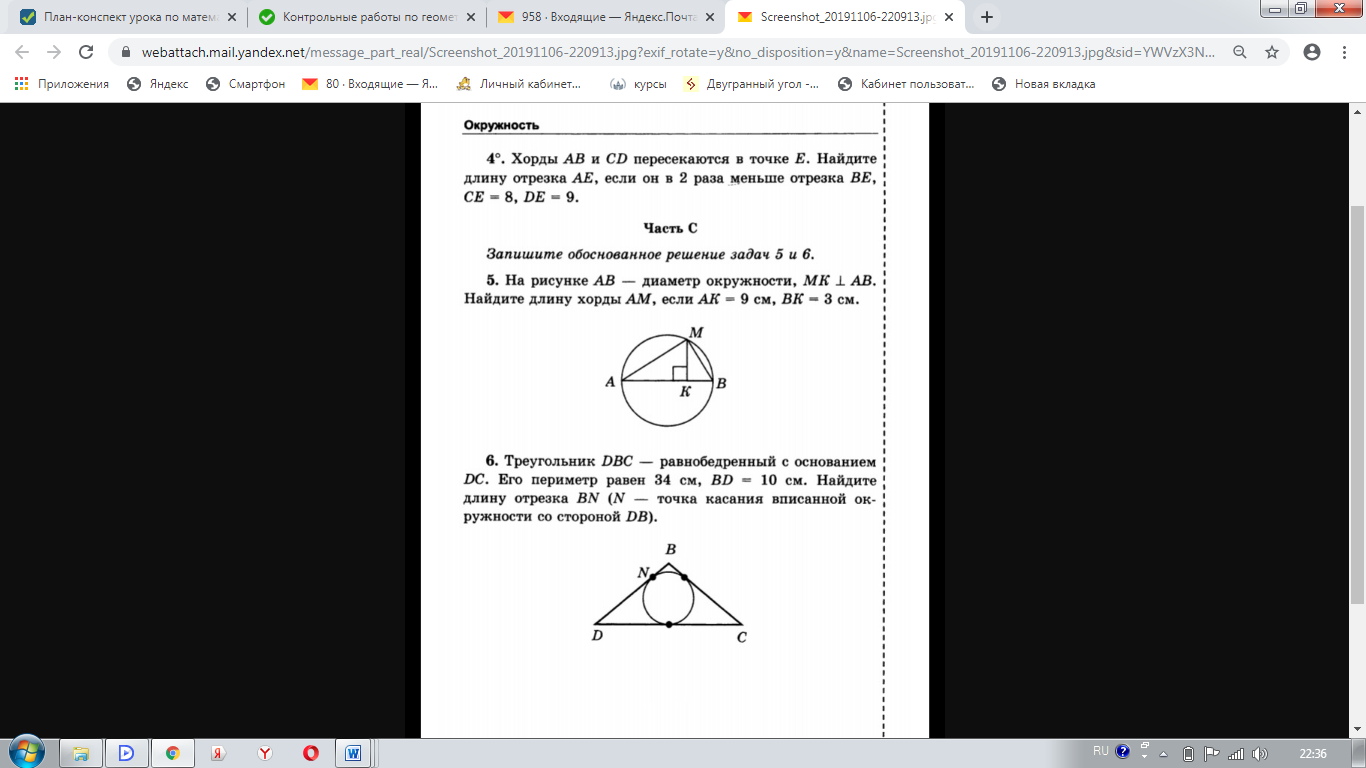 План-конспект урока по матем
Контрольные работы по геомет
958 · Входящие — Яндекс.Почта
Screenshot_20191106-220913.jpg
webattach.mail.yandex.net/message_part_real/Screenshot_20191106-220913.jpg?exif_rotate=y&no_disposition=y&name=Screenshot_20191106-220913.jpg&sid=YWVzX3N...
Приложения
Яндекс
Смартфон
80 · Входящие — Я...
Личный кабинет...
курсы
Двугранный угол -...
Кабинет пользоват...
Новая вкладка
Окружность
4°. Хорды AB и CD пересекаются в точке E. Найдите
длину отрезка AE, если он в 2 раза меньше отрезка BE,
CE = 8, DE = 9.
Часть С
Запишите обоснованное решение задач 5 и 6.
5. На рисунке AB — диаметр окружности, MK ⊥ AB.
Найдите длину хорды AM, если AK = 9 см, BK = 3 см.
M
A
K
B
6. Треугольник DBC — равнобедренный с основанием
DC. Его периметр равен 34 см, BD = 10 см. Найдите
длину отрезка BN (N — точка касания вписанной ок-
ружности со стороной DB).
B
N
D
C
RU
22:36